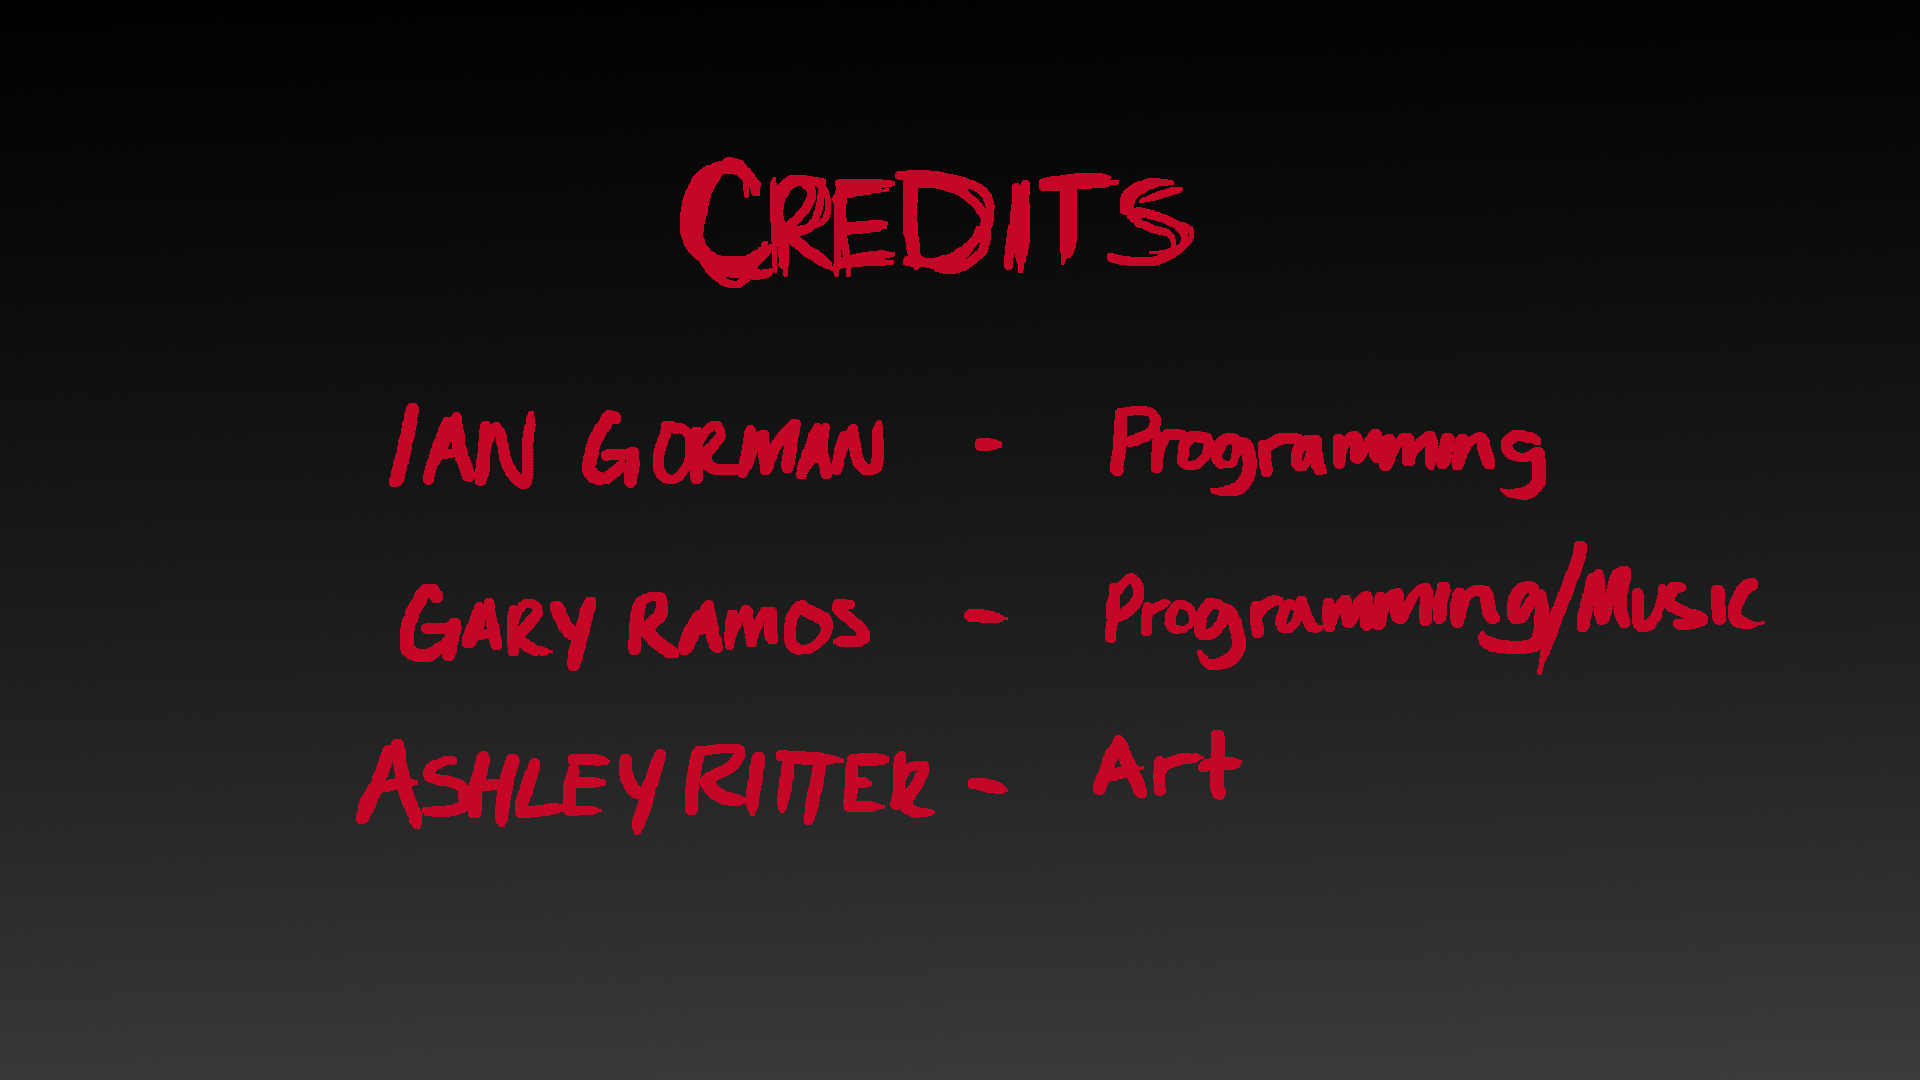 CREDITS
IAN GORMAN - Programming
GARY RAMOS - Programming/Music
ASHLEY RITTER - Art